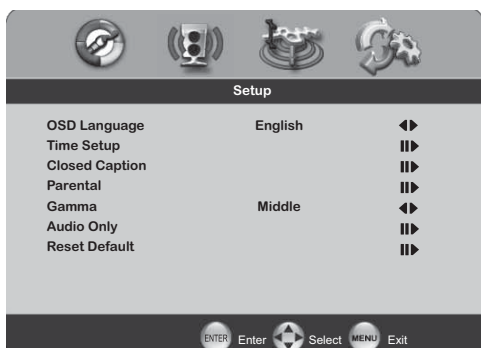 Setup
OSD Language English
Time Setup
Closed Caption
Parental
Gamma Middle
Audio Only
Reset Default
ENTER Enter Select MENU Exit